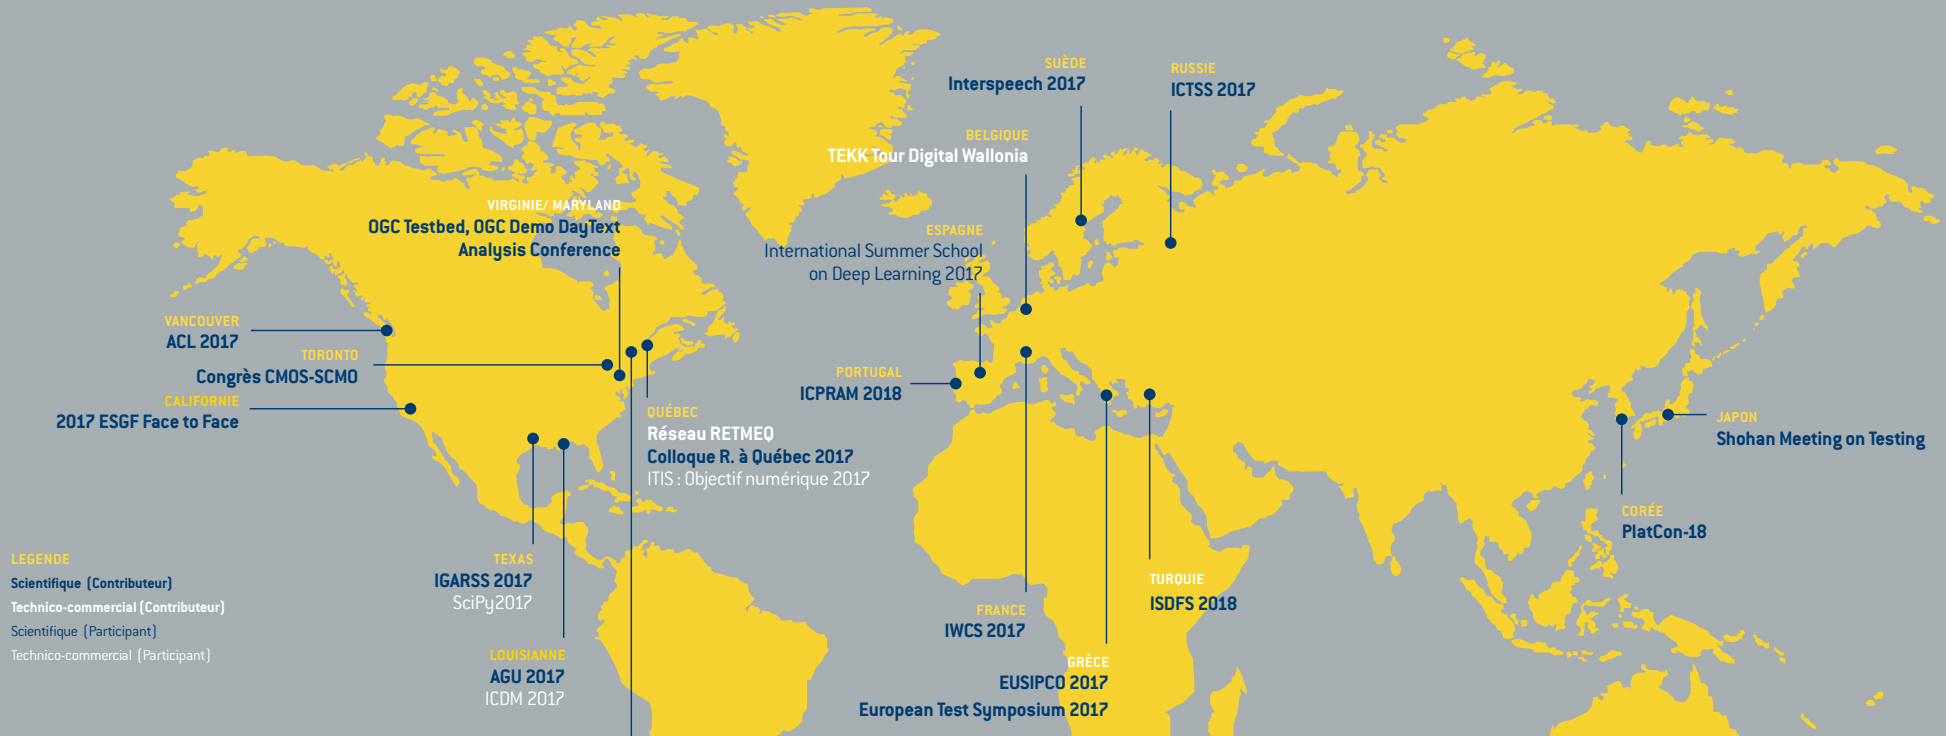 SUÈDE
Interspeech 2017
RUSSIE
ICTSS 2017
BELGIQUE
TEKK Tour Digital Wallonia
VIRGINIE/ MARYLAND
OGC Testbed, OGC Demo DayText
Analysis Conference
ESPAGNE
International Summer School
on Deep Learning 2017
VANCOUVER
ACL 2017
TORONTO
Congrès CMOS-SCMO
CALIFORNIE
2017 ESGF Face to Face
PORTUGAL
ICPRAM 2018
QUÉBEC
Réseau RETMEQ
Colloque R. à Québec 2017
ITIS : Objectif numérique 2017
JAPON
Shohan Meeting on Testing
CORÉE
PlatCon-18
LEGENDE
Scientifique (Contributeur)
Technico-commercial (Contributeur)
Scientifique (Participant)
Technico-commercial (Participant)
TEXAS
IGARSS 2017
SciPy2017
LOUISIANNE
AGU 2017
ICDM 2017
FRANCE
IWCS 2017
TURQUIE
ISDFS 2018
GRÈCE
EUSIPCO 2017
European Test Symposium 2017